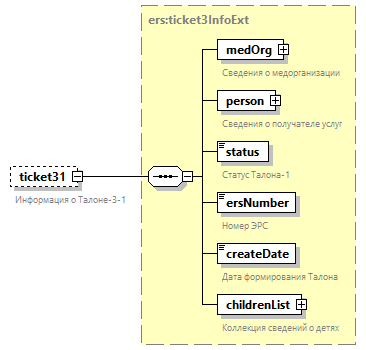 ers:ticket3InfoExt
medOrg
Сведения о медорганизации
person
Сведения о получателе услуг
status
Статус Талона-1
ticket31
Информация о Талоне-3-1
ersNumber
Номер ЭРС
createDate
Дата формирования Талона
childrenList
Коллекция сведений о детях